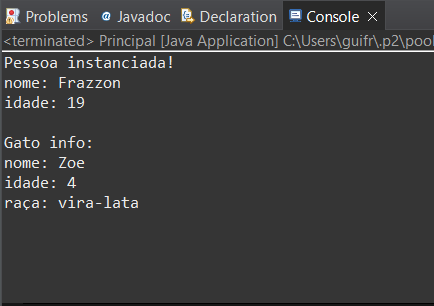 Problems Javadoc Declaration Console
<terminated> Principal [Java Application] C:\Users\guifr\.p2\pool
Pessoa instanciada!
nome: Frazzon
idade: 19
Gato info:
nome: Zoe
idade: 4
raça: vira-lata